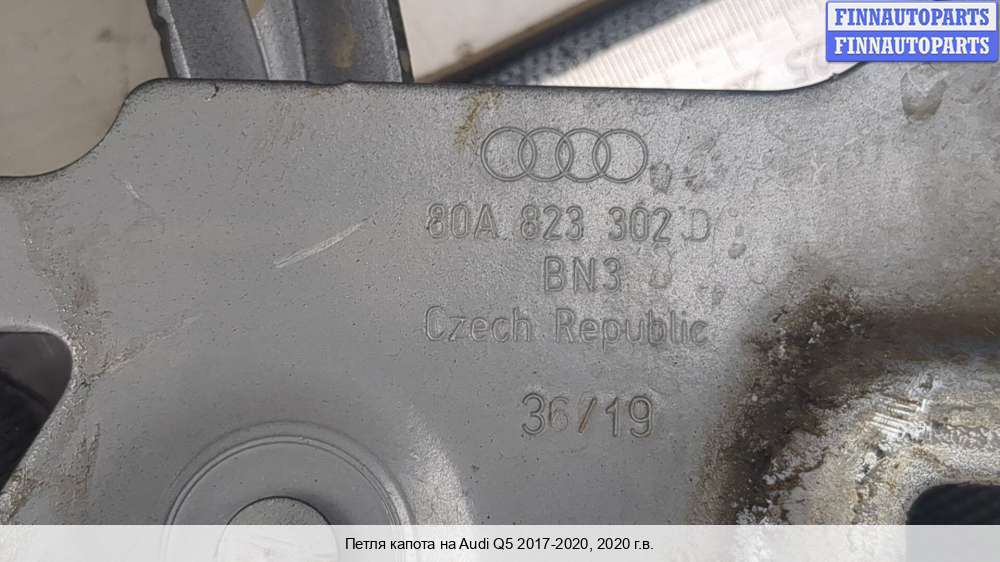 FINNAUTOPARTS
FINNAUTOPARTS
80A 823 302 D
BN3
Czech Republic
36/19
Петля капота на Audi Q5 2017-2020, 2020 г.в.